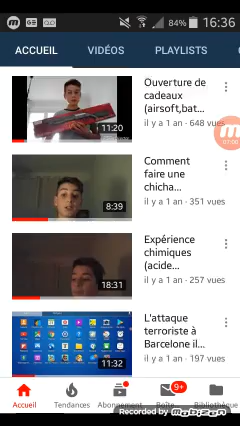 84% 16:36
ACCUEIL VIDÉOS PLAYLISTS
Ouverture de
cadeaux
(airsoft,bat...
il y a 1 an · 648 vues
11:20
Comment
faire une
chicha...
il y a 1 an · 351 vues
8:39
Expérience
chimiques
(acide...
il y a 1 an · 257 vues
18:31
L'attaque
terroriste à
Barcelone il...
il y a 1 an · 197 vues
11:32
9+
Accueil Tendances Abonnement Boîte Bibliothèque
Recorded by mobizen